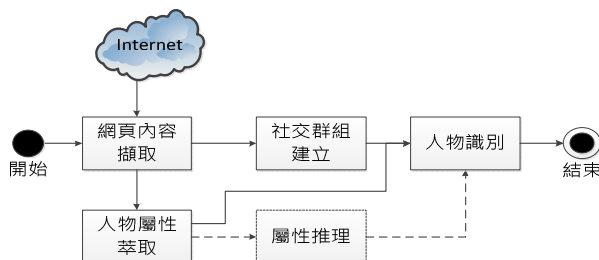 Internet
網頁內容
擷取
社交群組
建立
人物識別
開始
結束
人物屬性
萃取
屬性推理